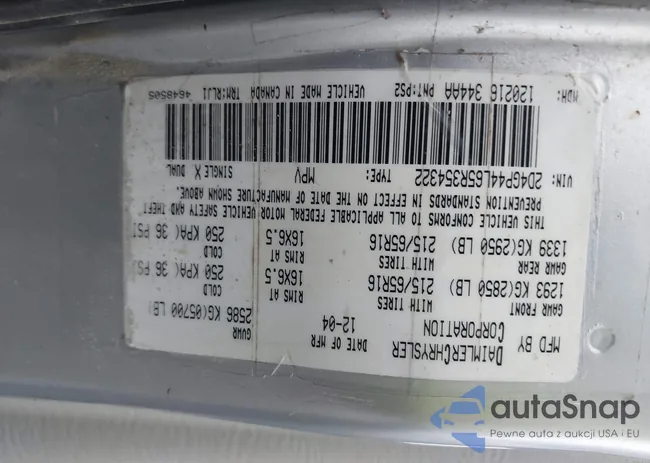 MFD BY
DAIMLERCHRYSLER
CORPORATION
DATE OF MFR
12-04
GVWR
2586 KG(05700 LB)
GAWR FRONT
WITH TIRES
RIMS AT
COLD
1293 KG(2850 LB)
215/65R16
16X6.5
250 KPA( 36 PSI
GAWR REAR
WITH TIRES
RIMS AT
COLD
1339 KG(2950 LB)
215/65R16
16X6.5
250 KPA( 36 PSI
THIS VEHICLE CONFORMS TO ALL APPLICABLE FEDERAL MOTOR VEHICLE SAFETY AND THEFT
PREVENTION STANDARDS IN EFFECT ON THE DATE OF MANUFACTURE SHOWN ABOVE.
VIN: 2D4GP44L65R354322 TYPE: MPV SINGLE X DUAL
MDH: 120216 344AA PNT:PS2 VEHICLE MADE IN CANADA TRM:RLJ1 4649505
autaSnap
Pewne auta z aukcji USA i EU